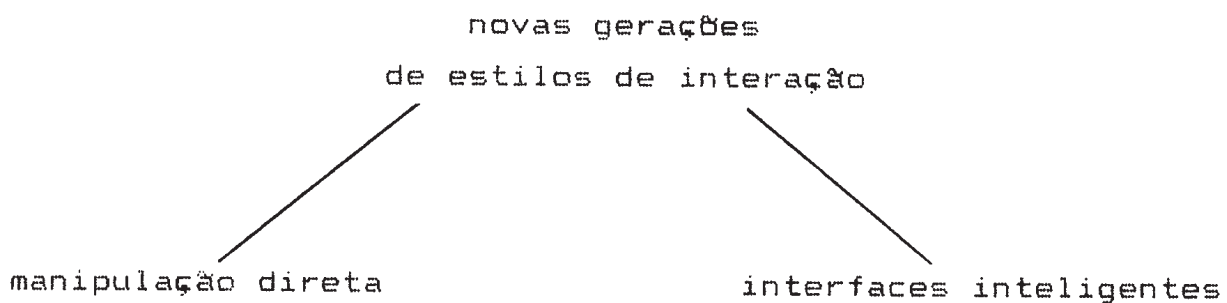 novas gerações
de estilos de interação
manipulação direta
interfaces inteligentes